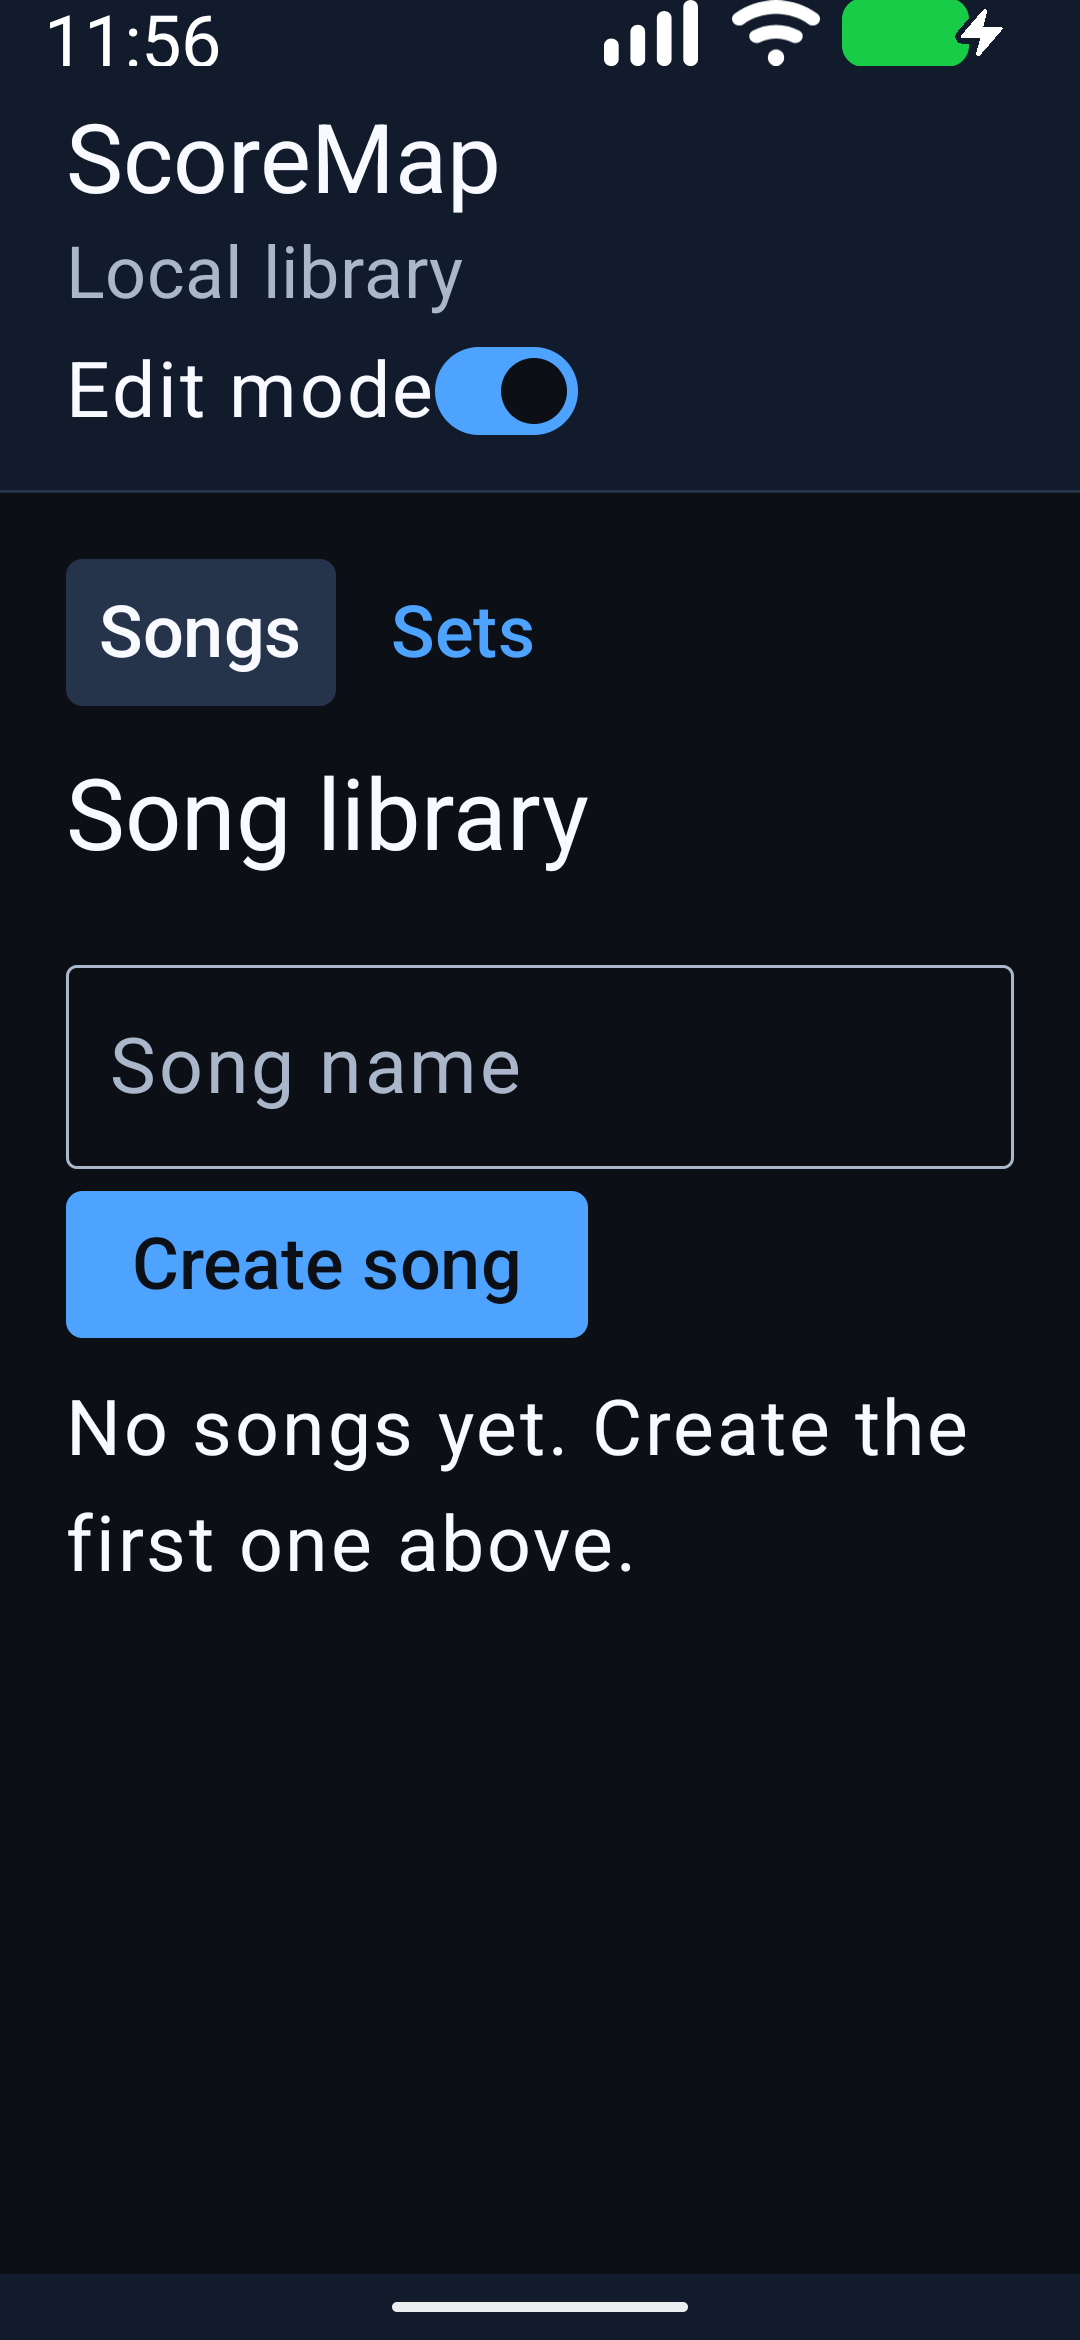 11:56
ScoreMap
Local library
Edit mode
Songs Sets
Song library
Song name
Create song
No songs yet. Create the
first one above.